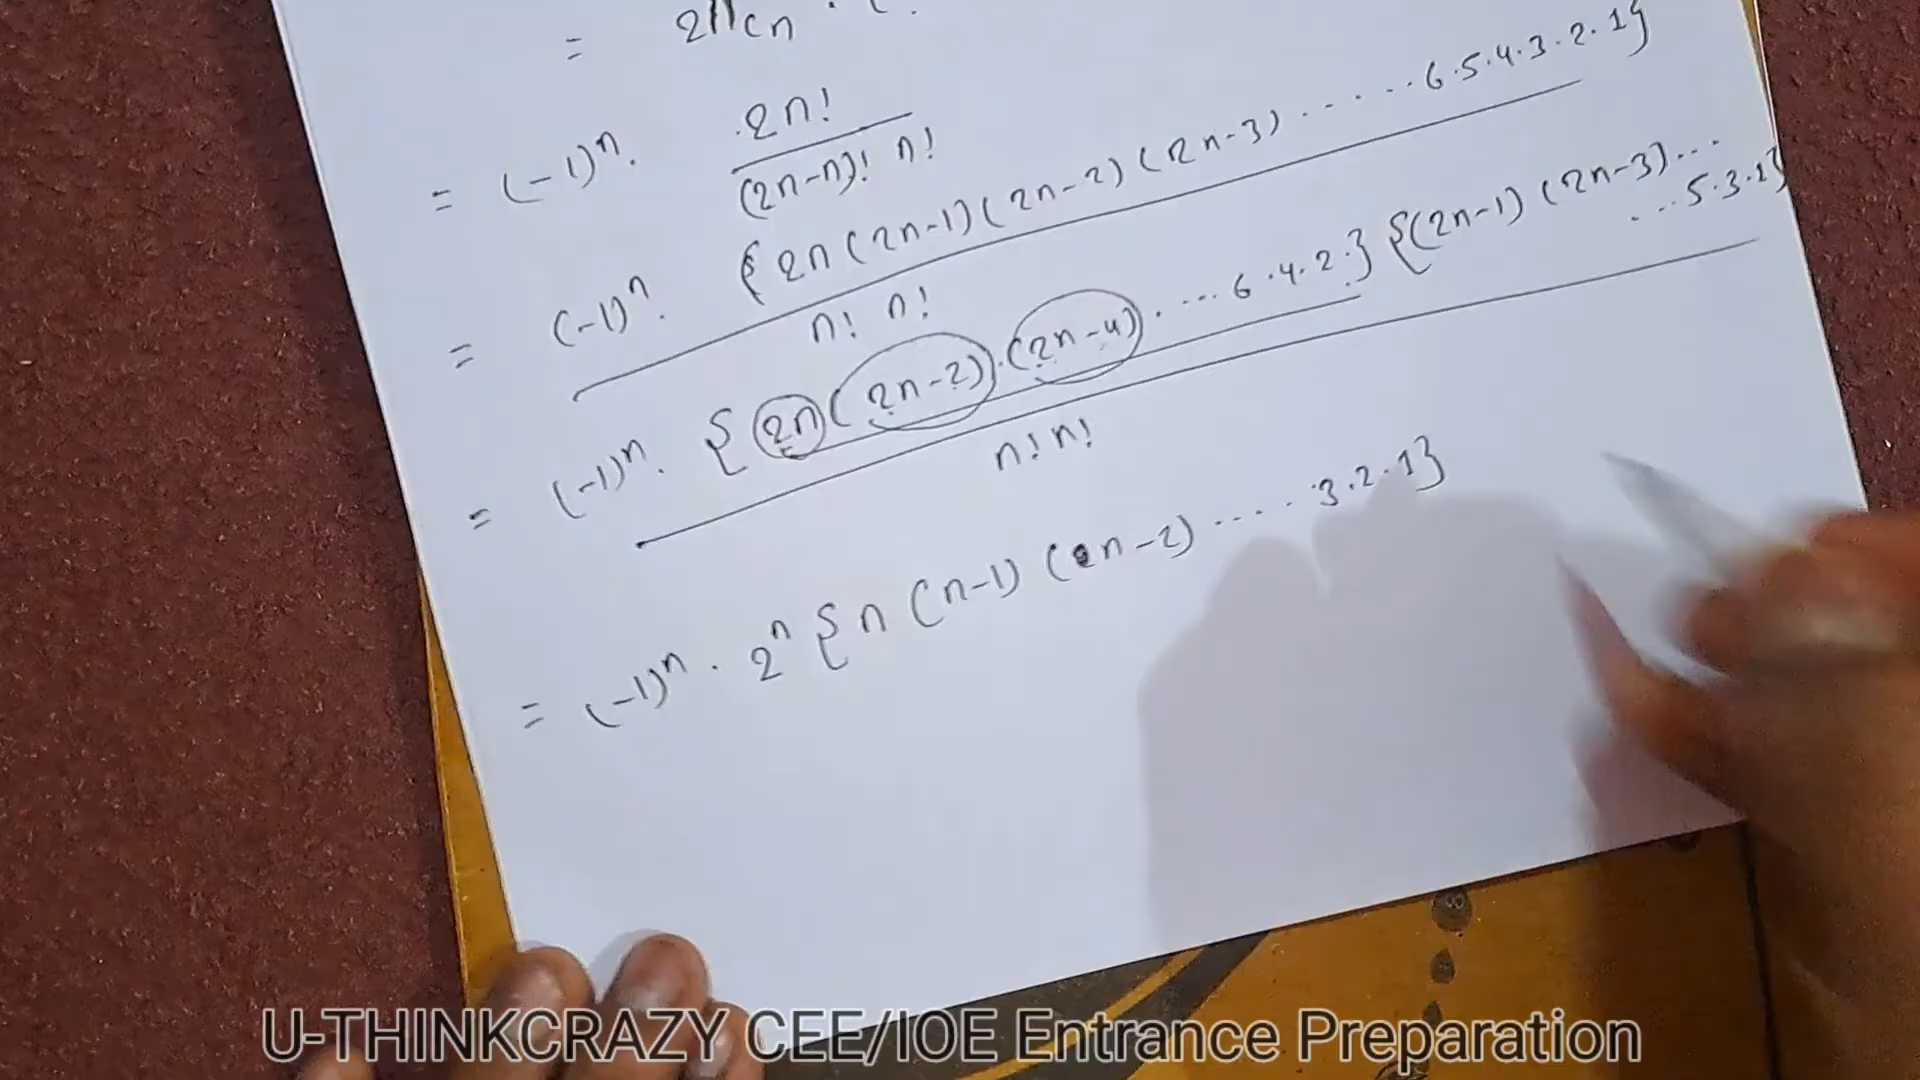 = 2nCn · (
= (-1)ⁿ. 2n! / (2n-n)! n!
= (-1)ⁿ. {2n(2n-1)(2n-2)(2n-3)......6.5.4.3.2.1} / n! n!
= (-1)ⁿ. {2n(2n-2).(2n-4). ...6.4.2.} {(2n-1)(2n-3)... ...5.3.1} / n! n!
= (-1)ⁿ. 2ⁿ {n(n-1)(n-2)....3.2.1}
U-THINKCRAZY CEE/IOE Entrance Preparation